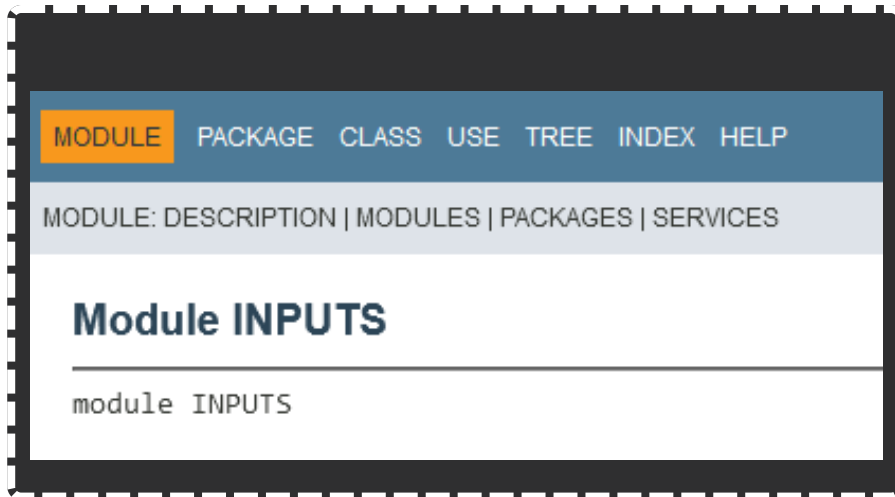 MODULE PACKAGE CLASS USE TREE INDEX HELP
MODULE: DESCRIPTION | MODULES | PACKAGES | SERVICES
Module INPUTS
module INPUTS